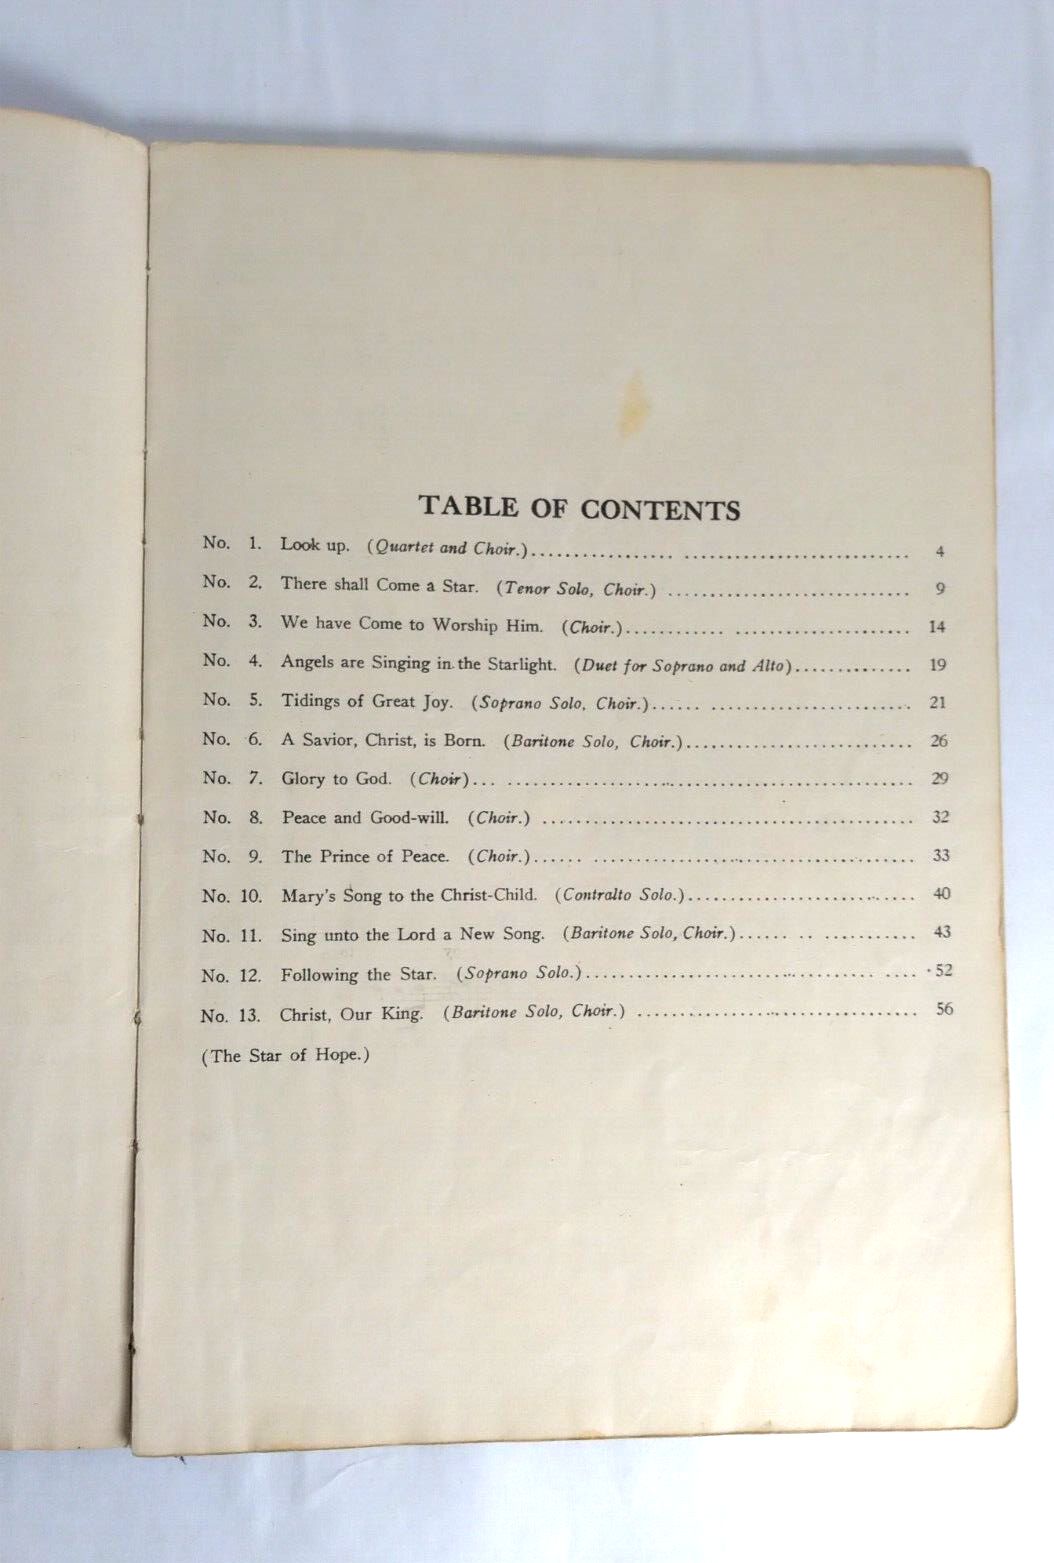 TABLE OF CONTENTS
No. 1. Look up. (Quartet and Choir.)................. ........................... 4
No. 2. There shall Come a Star. (Tenor Solo, Choir.) ............................. 9
No. 3. We have Come to Worship Him. (Choir.)............ ..................... 14
No. 4. Angels are Singing in the Starlight. (Duet for Soprano and Alto).............. 19
No. 5. Tidings of Great Joy. (Soprano Solo, Choir.)...... ........................ 21
No. 6. A Savior, Christ, is Born. (Baritone Solo, Choir.)........................... 26
No. 7. Glory to God. (Choir)... ................................................ 29
No. 8. Peace and Good-will. (Choir.) ............................................ 32
No. 9. The Prince of Peace. (Choir.)...... ...................................... 33
No. 10. Mary's Song to the Christ-Child. (Contralto Solo.)........................... 40
No. 11. Sing unto the Lord a New Song. (Baritone Solo, Choir.)...... .. ........... 43
No. 12. Following the Star. (Soprano Solo.).................................. .... 52
No. 13. Christ, Our King. (Baritone Solo, Choir.) ................................. 56
(The Star of Hope.)